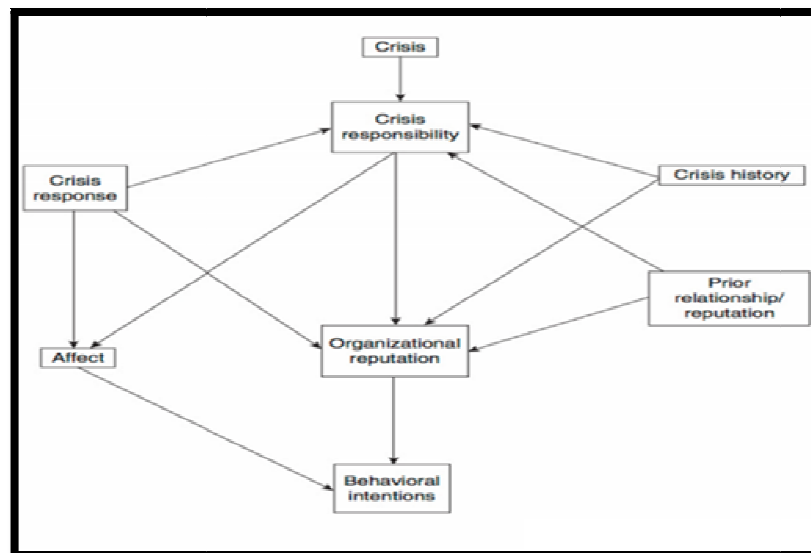 Crisis
Crisis
responsibility
Crisis
response
Crisis history
Prior
relationship/
reputation
Organizational
reputation
Affect
Behavioral
intentions